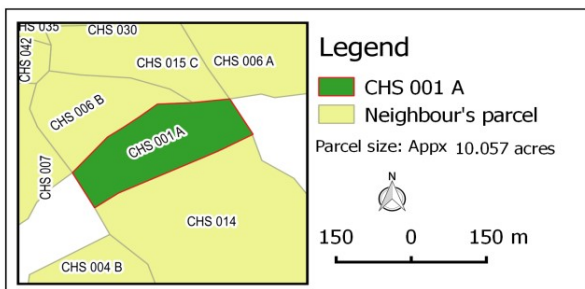 CHS 035
CHS 030
CHS 042
CHS 015 C
CHS 006 A
CHS 006 B
CHS 001 A
CHS 007
CHS 014
CHS 004 B
Legend
CHS 001 A
Neighbour's parcel
Parcel size: Appx 10.057 acres
N
150 0 150 m